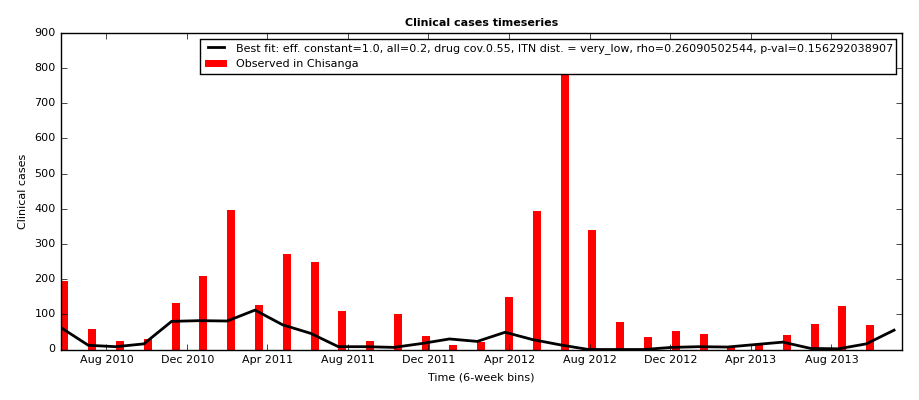 Clinical cases timeseries
Best fit: eff. constant=1.0, all=0.2, drug cov.0.55, ITN dist. = very_low, rho=0.26090502544, p-val=0.156292038907
Observed in Chisanga
900
800
700
600
500
400
300
200
100
0
Clinical cases
Aug 2010 Dec 2010 Apr 2011 Aug 2011 Dec 2011 Apr 2012 Aug 2012 Dec 2012 Apr 2013 Aug 2013
Time (6-week bins)